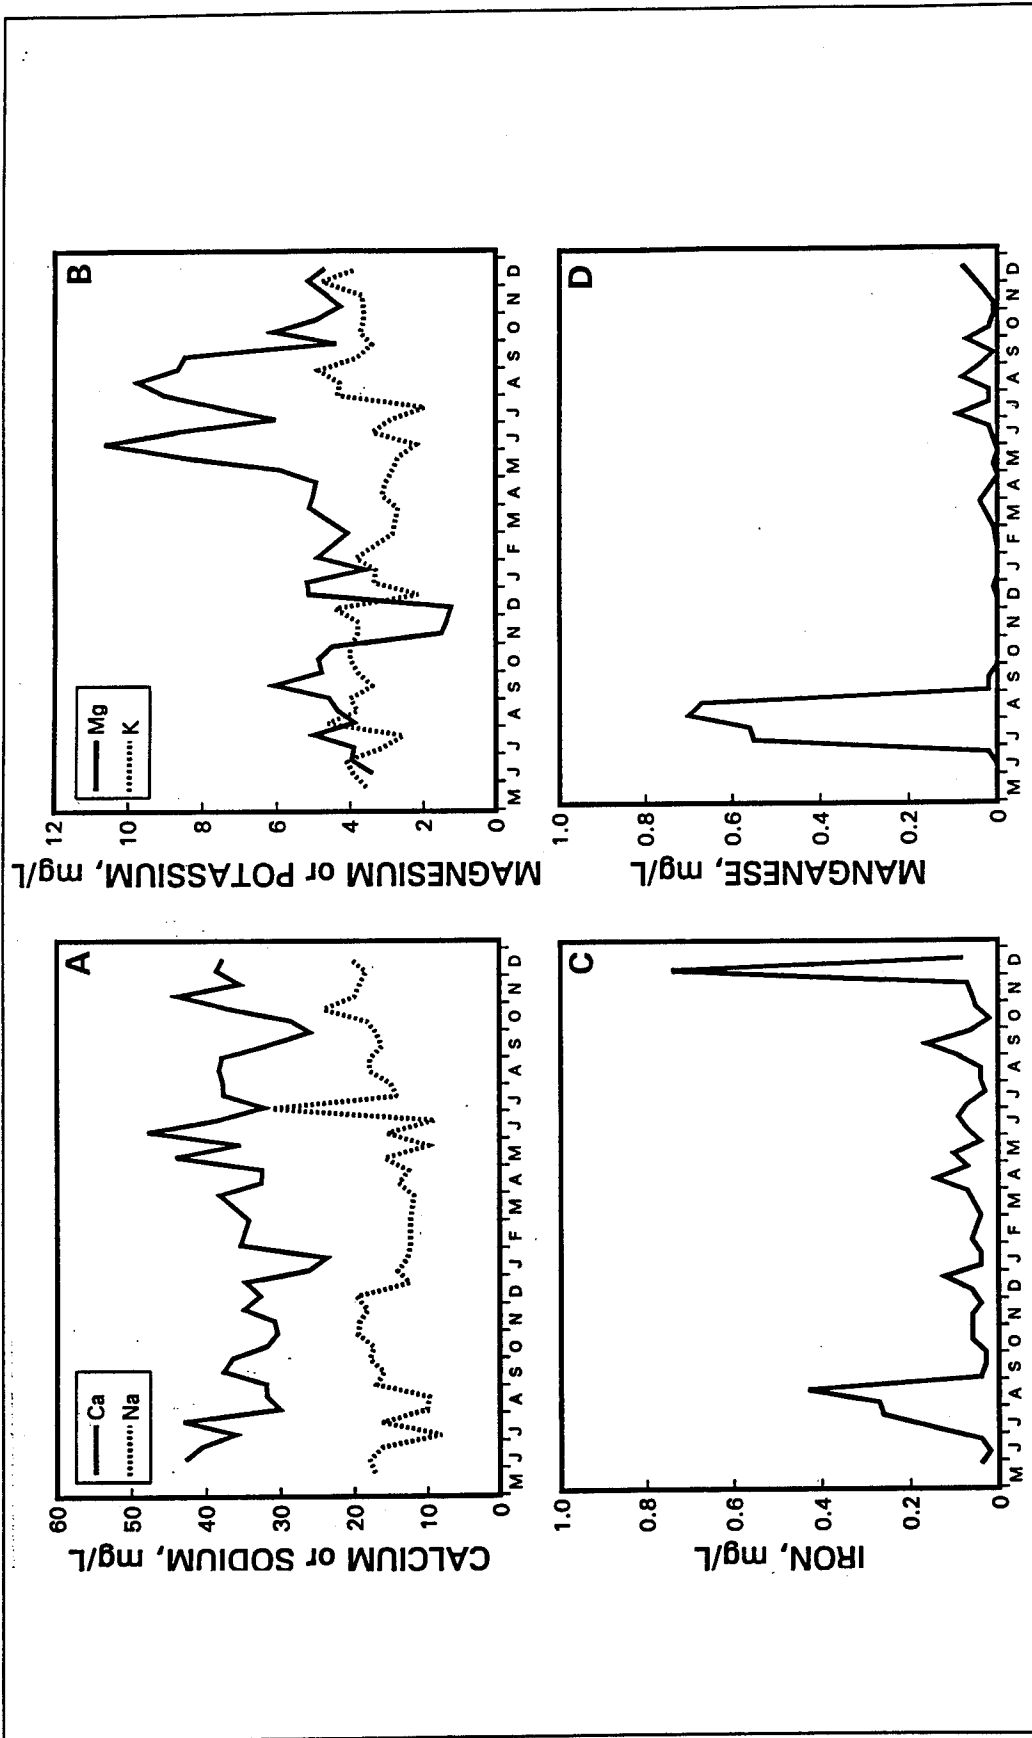 A
Ca
Na
60
50
40
30
20
10
0
CALCIUM or SODIUM, mg/L
M J J A S O N D J F M A M J J A S O N D
B
Mg
K
12
10
8
6
4
2
0
MAGNESIUM or POTASSIUM, mg/L
M J J A S O N D J F M A M J J A S O N D
C
1.0
0.8
0.6
0.4
0.2
0
IRON, mg/L
M J J A S O N D J F M A M J J A S O N D
D
1.0
0.8
0.6
0.4
0.2
0
MANGANESE, mg/L
M J J A S O N D J F M A M J J A S O N D